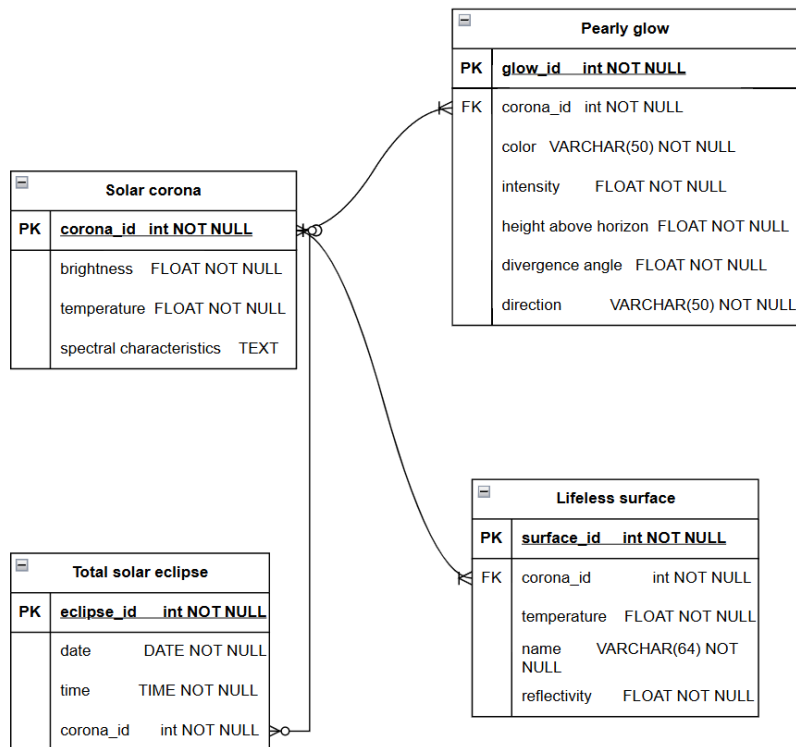 Pearly glow
PK glow_id int NOT NULL
FK corona_id int NOT NULL
color VARCHAR(50) NOT NULL
intensity FLOAT NOT NULL
height above horizon FLOAT NOT NULL
divergence angle FLOAT NOT NULL
direction VARCHAR(50) NOT NULL
Solar corona
PK corona_id int NOT NULL
brightness FLOAT NOT NULL
temperature FLOAT NOT NULL
spectral characteristics TEXT
Lifeless surface
PK surface_id int NOT NULL
FK corona_id int NOT NULL
temperature FLOAT NOT NULL
name VARCHAR(64) NOT
NULL
reflectivity FLOAT NOT NULL
Total solar eclipse
PK eclipse_id int NOT NULL
date DATE NOT NULL
time TIME NOT NULL
corona_id int NOT NULL